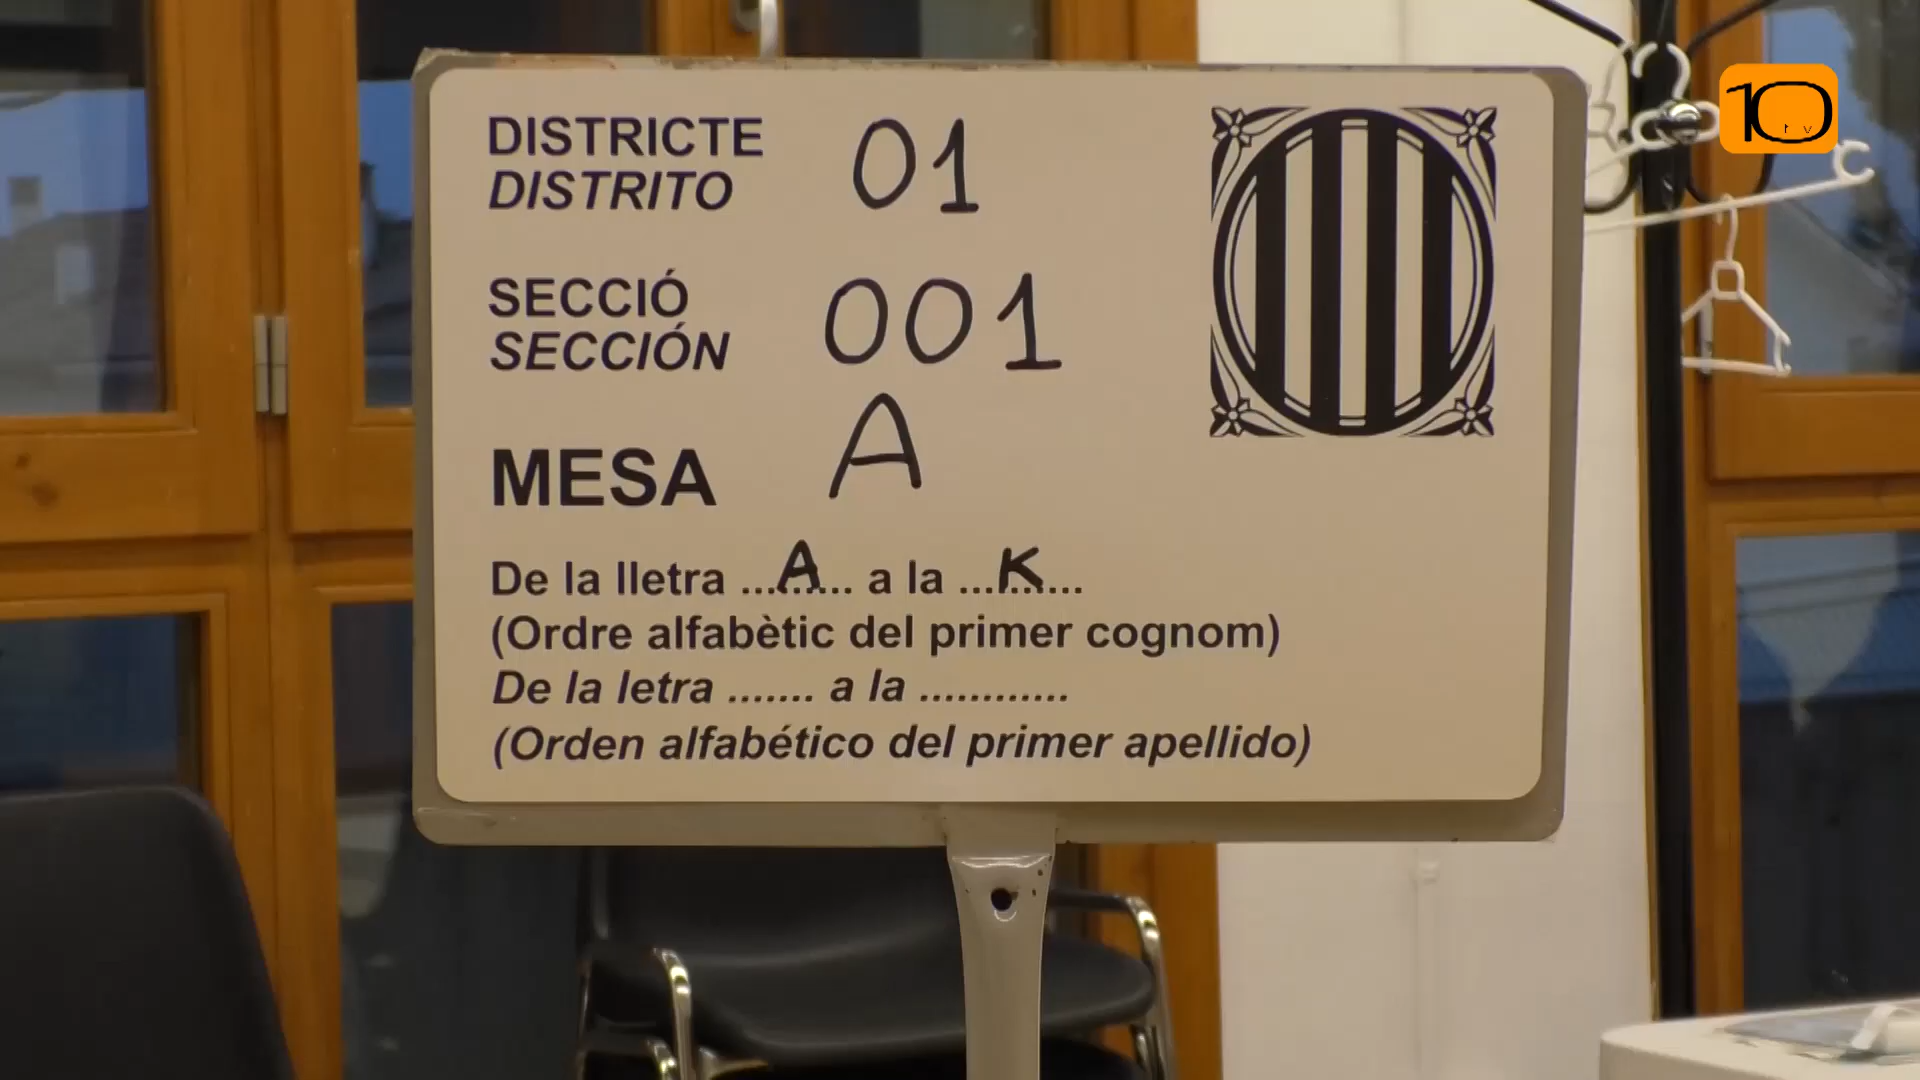 DISTRICTE 01
DISTRITO
SECCIÓ 001
SECCIÓN
MESA A
De la lletra ...A... a la ...K...
(Ordre alfabètic del primer cognom)
De la letra ....... a la ............
(Orden alfabético del primer apellido)
10
tv